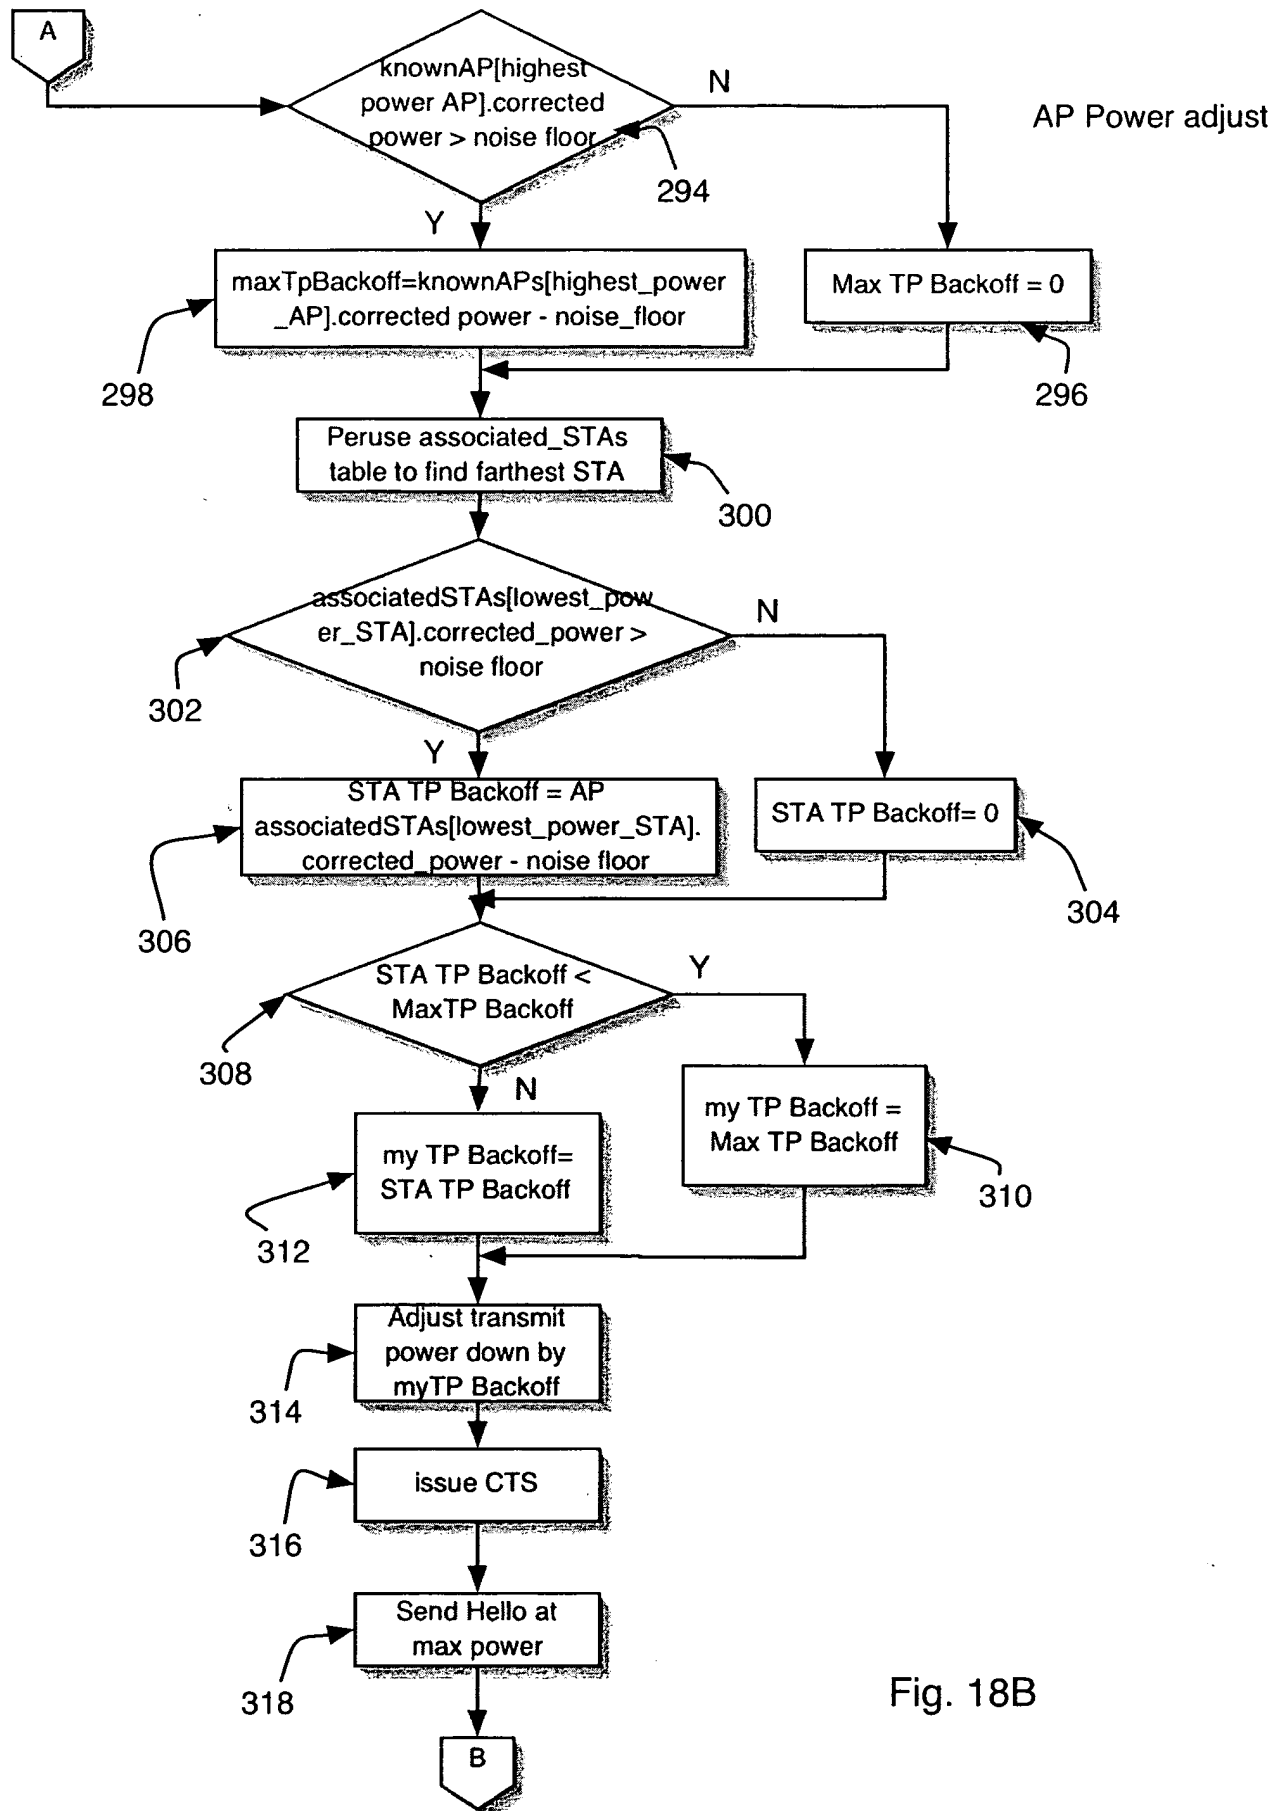 A
knownAP[highest
power AP].corrected
power > noise floor
N
AP Power adjust
294
Y
maxTpBackoff=knownAPs[highest_power
_AP].corrected power - noise_floor
Max TP Backoff = 0
298
296
Peruse associated_STAs
table to find farthest STA
300
associatedSTAs[lowest_pow
er_STA].corrected_power >
noise floor
N
302
Y
STA TP Backoff = AP
associatedSTAs[lowest_power_STA].
corrected_power - noise floor
STA TP Backoff= 0
306
304
STA TP Backoff <
MaxTP Backoff
Y
308
N
my TP Backoff =
Max TP Backoff
my TP Backoff=
STA TP Backoff
310
312
Adjust transmit
power down by
myTP Backoff
314
issue CTS
316
Send Hello at
max power
318
Fig. 18B
B